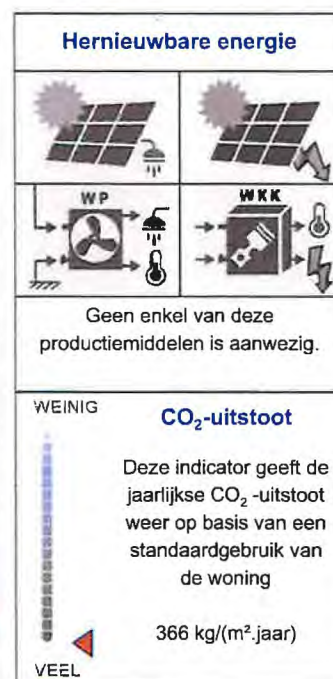 Hernieuwbare energie
WP
WKK
Geen enkel van deze
productiemiddelen is aanwezig.
WEINIG
CO₂-uitstoot
Deze indicator geeft de
jaarlijkse CO₂ -uitstoot
weer op basis van een
standaardgebruik van
de woning
366 kg/(m².jaar)
VEEL